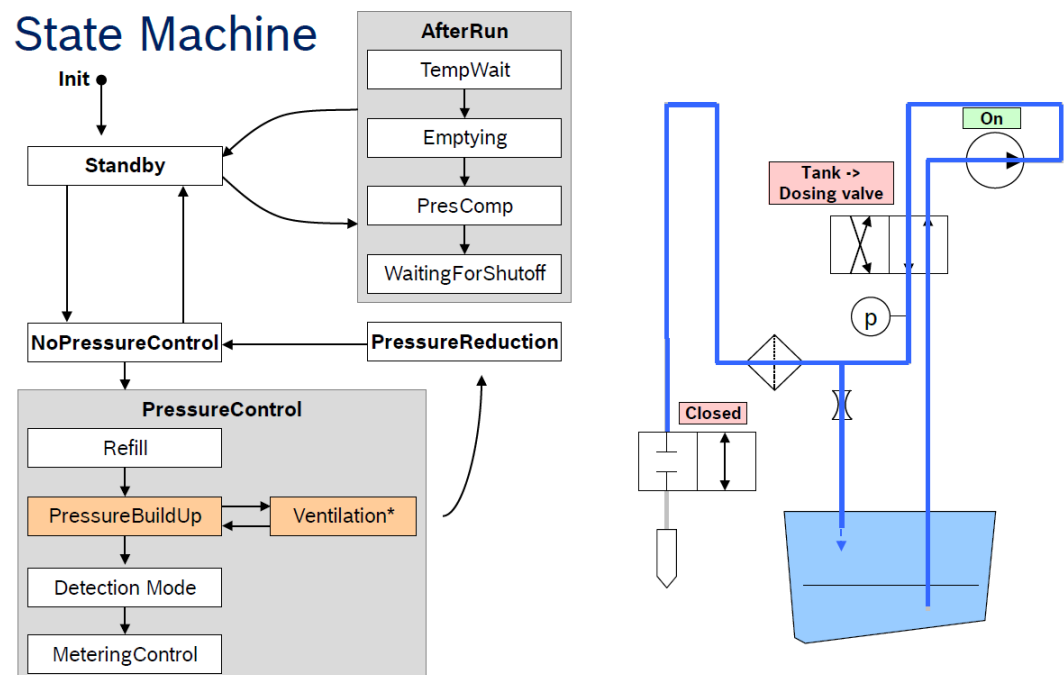 State Machine
Init
Standby
AfterRun
TempWait
Emptying
PresComp
WaitingForShutoff
NoPressureControl
PressureReduction
PressureControl
Refill
PressureBuildUp
Ventilation*
Detection Mode
MeteringControl
On
Tank ->
Dosing valve
p
Closed